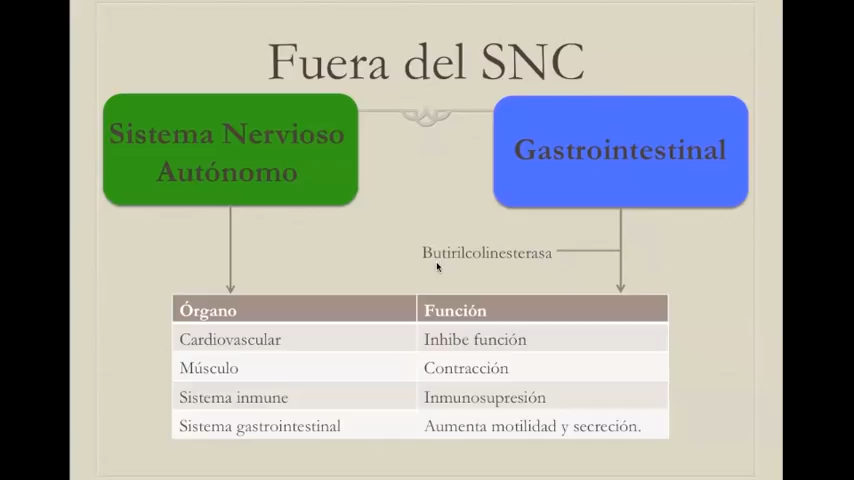 Fuera del SNC
Sistema Nervioso
Autónomo
Gastrointestinal
Butirilcolinesterasa
Órgano Función
Cardiovascular Inhibe función
Músculo Contracción
Sistema inmune Inmunosupresión
Sistema gastrointestinal Aumenta motilidad y secreción.